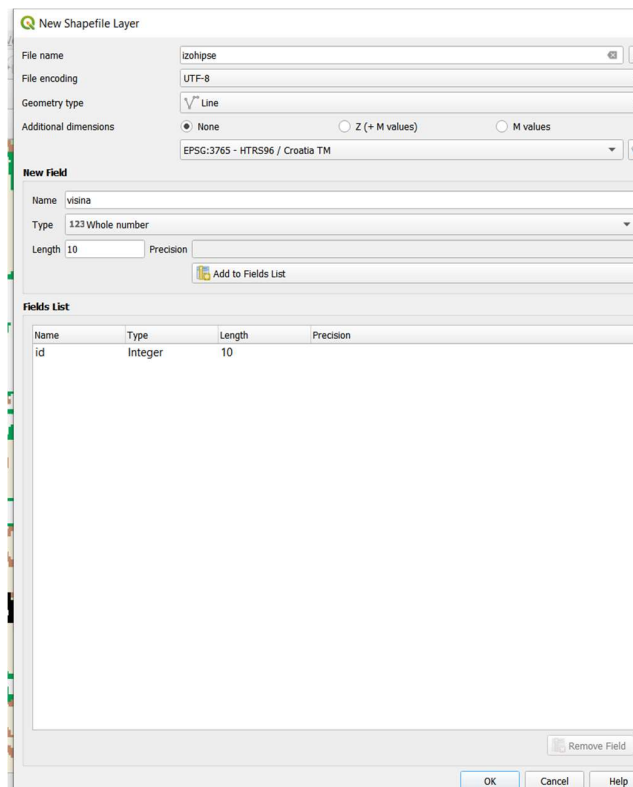 New Shapefile Layer
File name izohipse
File encoding UTF-8
Geometry type Line
Additional dimensions None Z (+ M values) M values
EPSG:3765 - HTRS96 / Croatia TM
New Field
Name visina
Type 123 Whole number
Length 10 Precision
Add to Fields List
Fields List
Name Type Length Precision
id Integer 10
Remove Field
OK Cancel Help